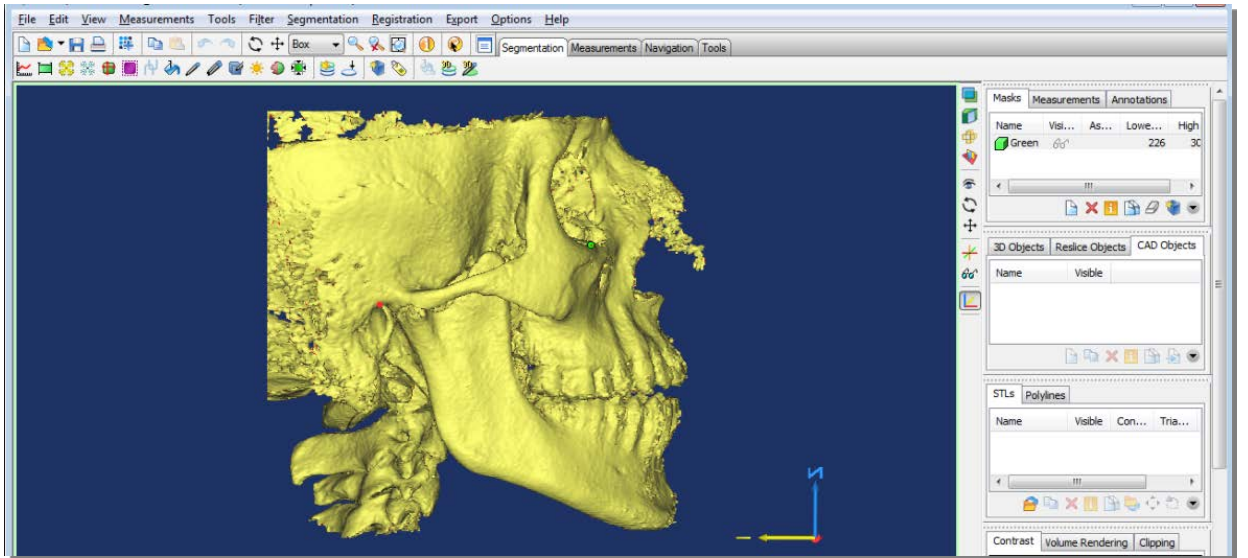 File Edit View Measurements Tools Filter Segmentation Registration Export Options Help
Box Segmentation Measurements Navigation Tools
Masks Measurements Annotations
Name Visi... As... Lowe... High
Green 226
3D Objects Reslice Objects CAD Objects
Name Visible
STLs Polylines
Name Visible Con... Tria...
Contrast Volume Rendering Clipping